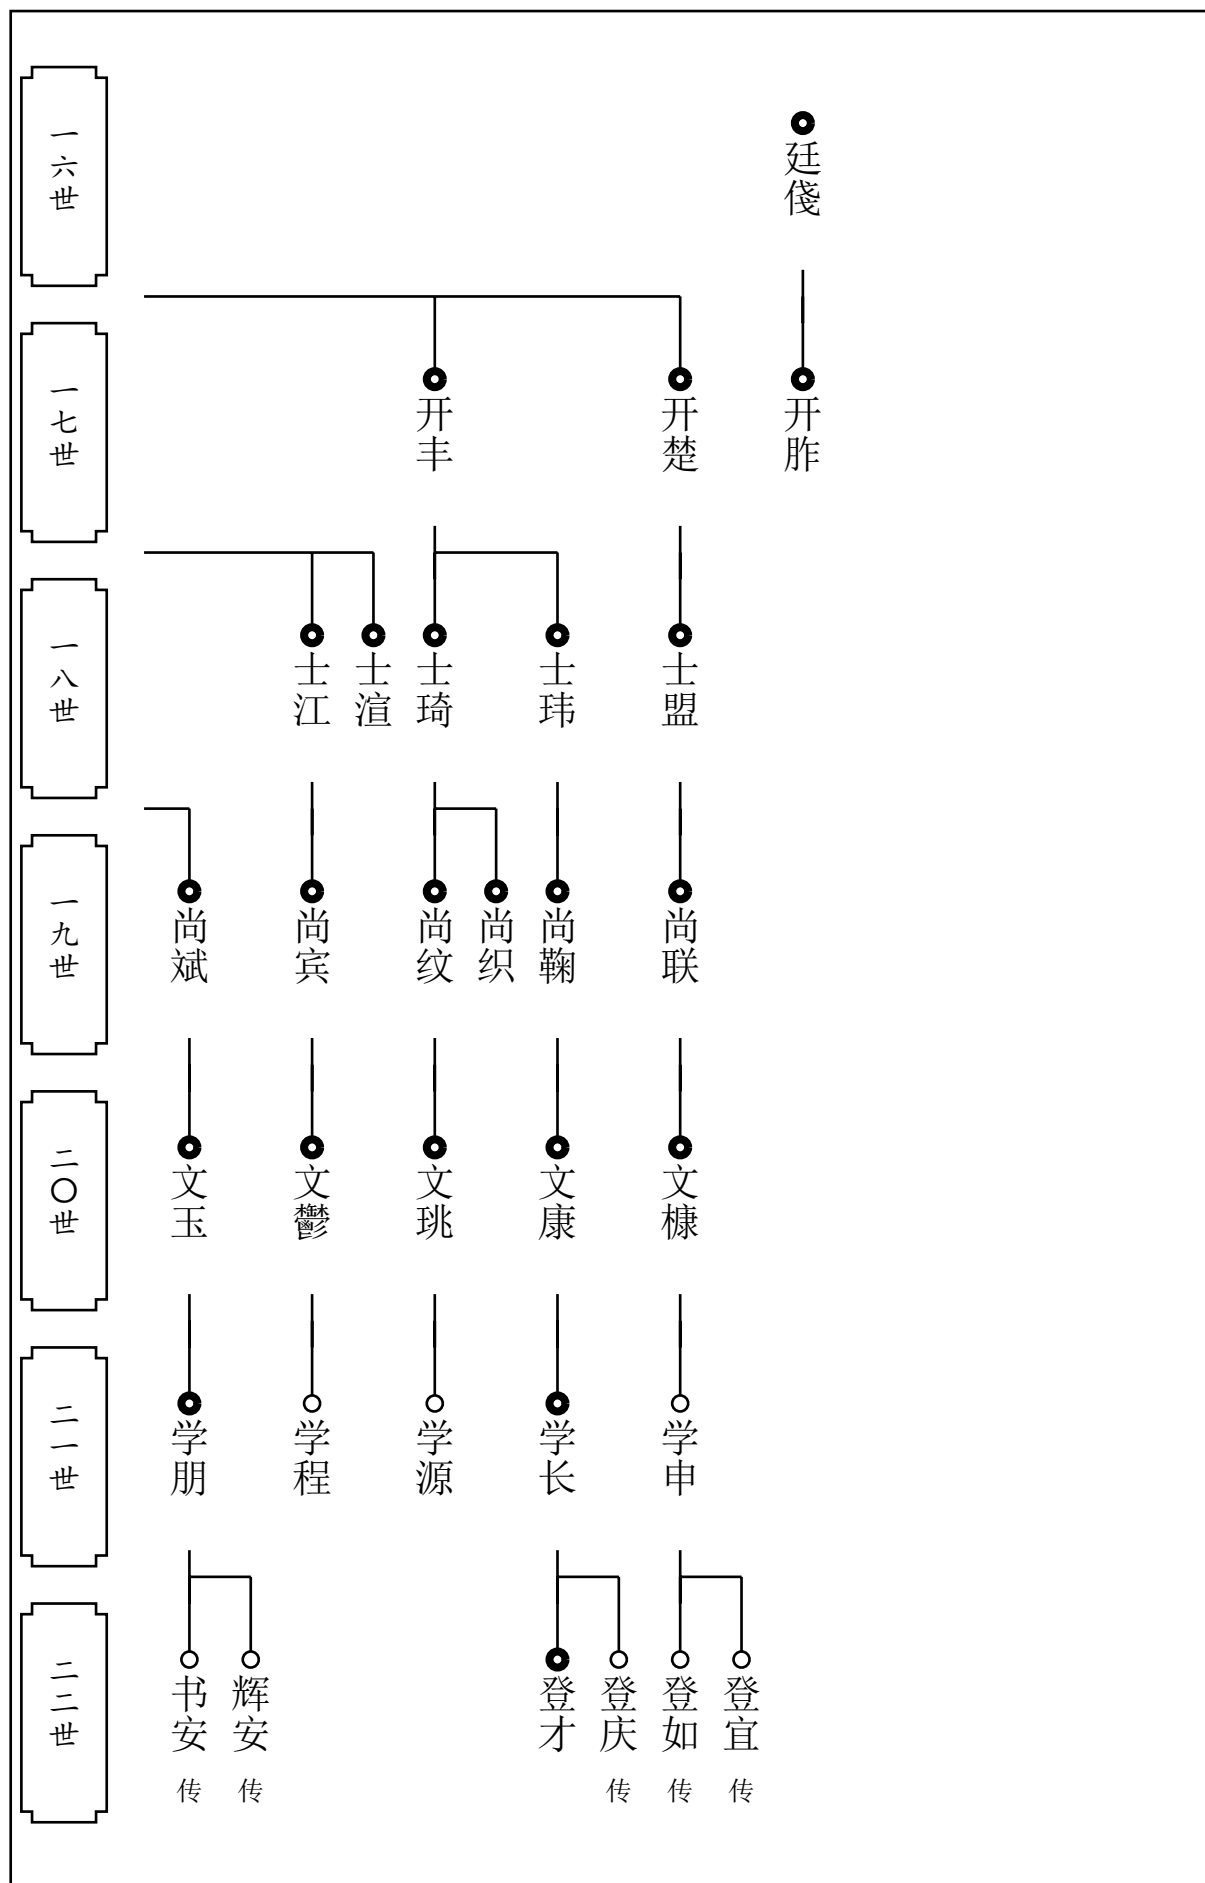 一六世
廷俴
一七世
开丰
开楚
开胙
一八世
士江
士渲
士琦
士玮
士盟
一九世
尚斌
尚宾
尚纹
尚织
尚鞠
尚联
二〇世
文玉
文鬱
文珧
文康
文槺
二一世
学朋
学程
学源
学长
学申
二二世
书安
传
辉安
传
登才
登庆
传
登如
传
登宜
传